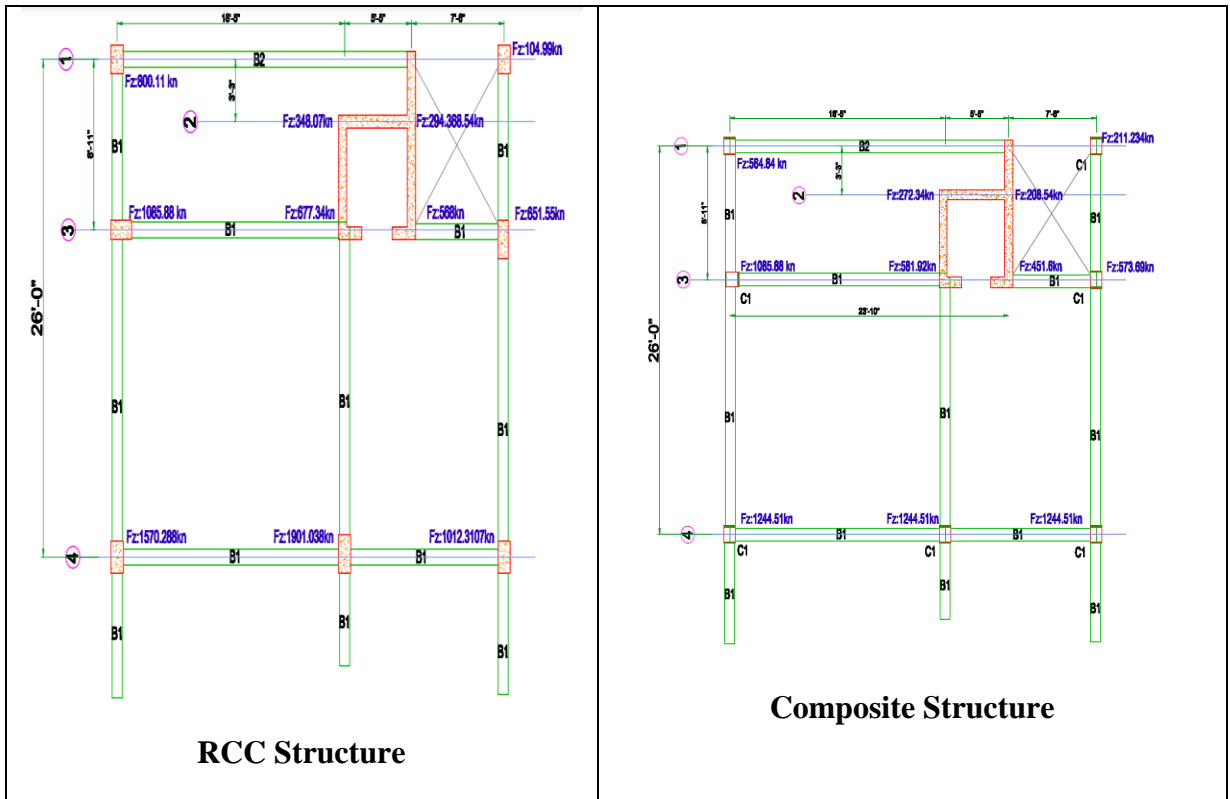 18'-5" 5'-5" 7'-6"
1
B2
Fz:104.99kn
Fz:800.11 kn
3'-3"
2
Fz:348.07kn
Fz:294.368.54kn
8'-11"
B1
B1
3
Fz:1085.88 kn
Fz:677.34kn
Fz:568kn
Fz:651.55kn
B1
B1
26'-0"
B1
B1
B1
4
Fz:1570.288kn
Fz:1901.038kn
Fz:1012.3107kn
B1
B1
B1
B1
B1
RCC Structure
18'-5" 5'-5" 7'-6"
1
B2
Fz:211.234kn
Fz:564.84 kn
C1
3'-3"
2
Fz:272.34kn
Fz:208.54kn
8'-11"
B1
B1
3
Fz:1085.88 kn
Fz:581.92kn
Fz:451.6kn
Fz:573.69kn
B1
B1
C1
C1
23'-10"
26'-0"
B1
B1
B1
4
Fz:1244.51kn
Fz:1244.51kn
Fz:1244.51kn
B1
B1
C1
C1
C1
B1
B1
B1
Composite Structure